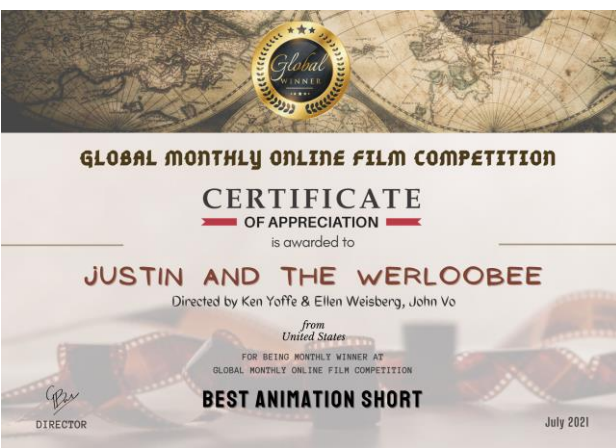 Global
WINNER
GLOBAL MONTHLY ONLINE FILM COMPETITION
CERTIFICATE
OF APPRECIATION
is awarded to
JUSTIN AND THE WERLOOBEE
Directed by Ken Yoffe & Ellen Weisberg, John Vo
from
United States
FOR BEING MONTHLY WINNER AT
GLOBAL MONTHLY ONLINE FILM COMPETITION
BEST ANIMATION SHORT
DIRECTOR
July 2021